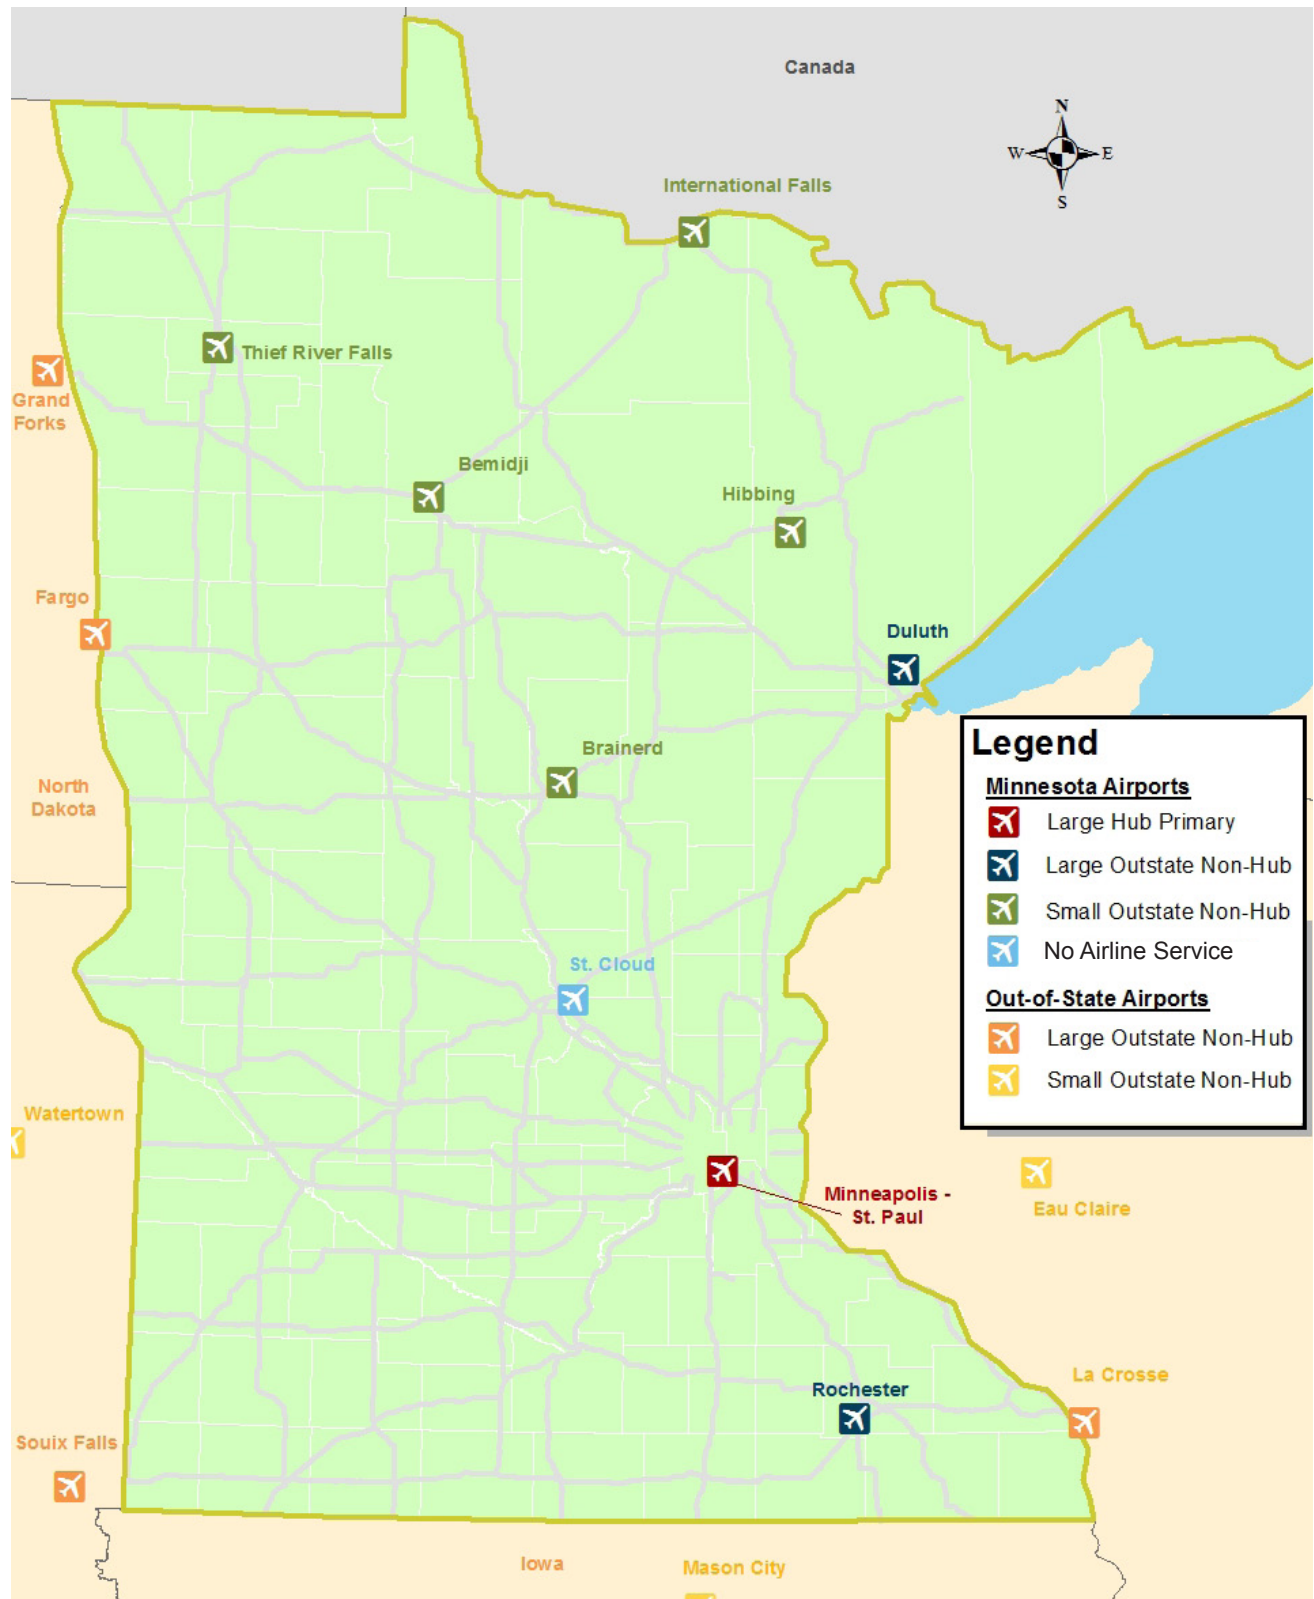 Canada
N
W
E
S
International Falls
Thief River Falls
Grand
Forks
Bemidji
Hibbing
Fargo
Duluth
Brainerd
North
Dakota
Legend
Minnesota Airports
Large Hub Primary
Large Outstate Non-Hub
Small Outstate Non-Hub
No Airline Service
Out-of-State Airports
Large Outstate Non-Hub
Small Outstate Non-Hub
St. Cloud
Watertown
Minneapolis -
St. Paul
Eau Claire
La Crosse
Rochester
Souix Falls
Iowa
Mason City